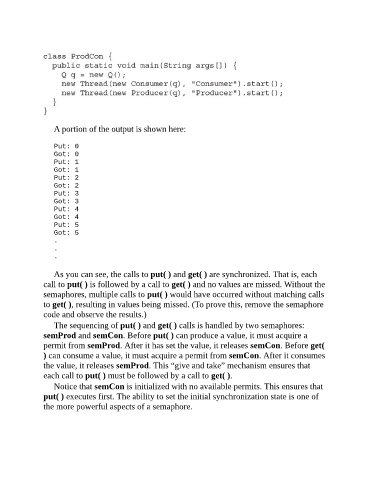 class ProdCon {
public static void main(String args[]) {
Q q = new Q();
new Thread(new Consumer(q), "Consumer").start();
new Thread(new Producer(q), "Producer").start();
}
}
A portion of the output is shown here:
Put: 0
Got: 0
Put: 1
Got: 1
Put: 2
Got: 2
Put: 3
Got: 3
Put: 4
Got: 4
Put: 5
Got: 5
.
.
.
As you can see, the calls to put( ) and get( ) are synchronized. That is, each
call to put( ) is followed by a call to get( ) and no values are missed. Without the
semaphores, multiple calls to put( ) would have occurred without matching calls
to get( ), resulting in values being missed. (To prove this, remove the semaphore
code and observe the results.)
The sequencing of put( ) and get( ) calls is handled by two semaphores:
semProd and semCon. Before put( ) can produce a value, it must acquire a
permit from semProd. After it has set the value, it releases semCon. Before get(
) can consume a value, it must acquire a permit from semCon. After it consumes
the value, it releases semProd. This “give and take” mechanism ensures that
each call to put( ) must be followed by a call to get( ).
Notice that semCon is initialized with no available permits. This ensures that
put( ) executes first. The ability to set the initial synchronization state is one of
the more powerful aspects of a semaphore.